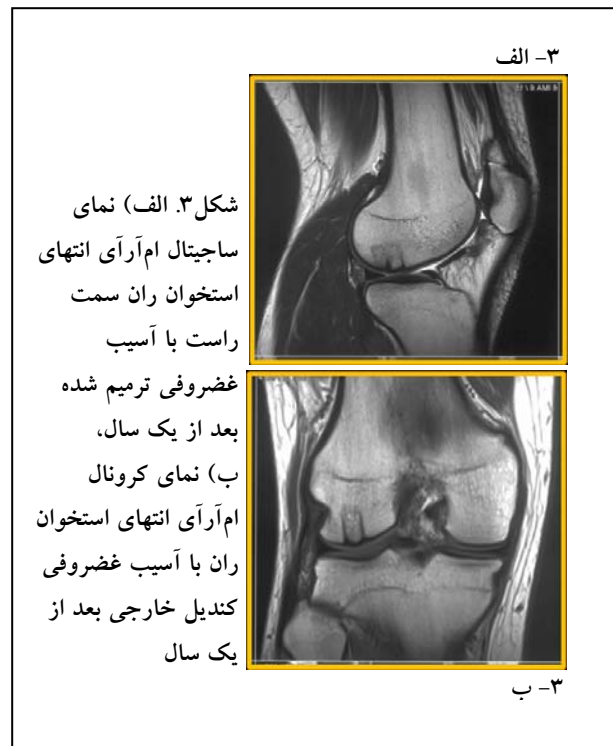 ۳- الف
شکل۳. الف) نمای
ساجیتال ام‌آرآی انتهای
استخوان ران سمت
راست با آسیب
غضروفی ترمیم شده
بعد از یک سال،
ب) نمای کرونال
ام‌آرآی انتهای استخوان
ران با آسیب غضروفی
کندیل خارجی بعد از
یک سال
۳- ب